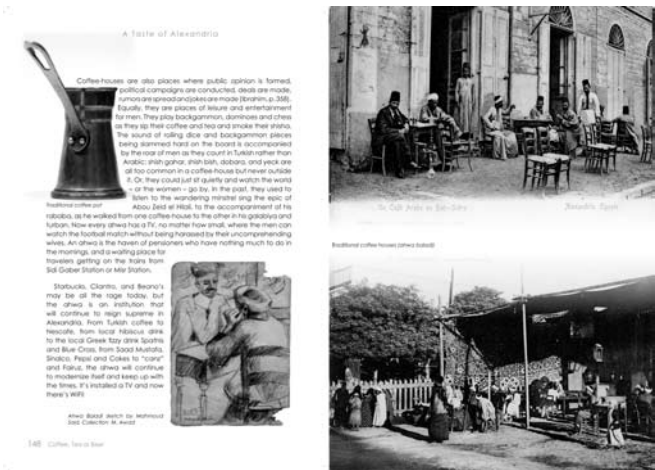 A Taste of Alexandria
Coffee-houses are also places where public opinion is formed,
political campaigns are conducted, deals are made,
rumors are spread and jokes are made (Ibrahim, p. 358).
Equally, they are places of leisure and entertainment
for men. They play backgammon, dominoes and chess
as they sip their coffee and tea and smoke their shisha.
The sound of rolling dice and backgammon pieces
being slammed hard on the board is accompanied
by the roar of men as they count in Turkish rather than
Arabic: shish gahar, shish bish, dobara, and yeck are
all too common in a coffee-house but never outside
it. Or, they could just sit quietly and watch the world
– or the women – go by. In the past, they used to
listen to the wandering minstrel sing the epic of
Abou Zeid el Hilali, to the accompaniment of his
rababa, as he walked from one coffee house to the other in his galabiya and
turban. Now every ahwa has a TV, no matter how small, where the men can
watch the football match without being harassed by their uncomprehending
wives. An ahwa is the haven of pensioners who have nothing much to do in
the mornings, and a waiting place for
travelers getting on the trains from
Sidi Gaber Station or Misr Station.
Traditional coffee pot
Starbucks, Cilantro, and Beano's
may be all the rage today, but
the ahwa is an institution that
will continue to reign supreme in
Alexandria. From Turkish coffee to
Nescafe, from local hibiscus drink
to the local Greek fizzy drink Spathis
and Blue Cross, from Saad Mustafa,
Sinalco, Pepsi and Cokes to "cany"
and Fairuz, the ahwa will continue
to modernize itself and keep up with
the times. It's installed a TV and now
there's WiFi!
Ahwa Baladi sketch by Mahmoud
Said. Collection: M. Awad
148 Coffee, Tea or Beer
Café Arabe
Alexandria Egypt
Traditional coffee houses (ahwa baladi)